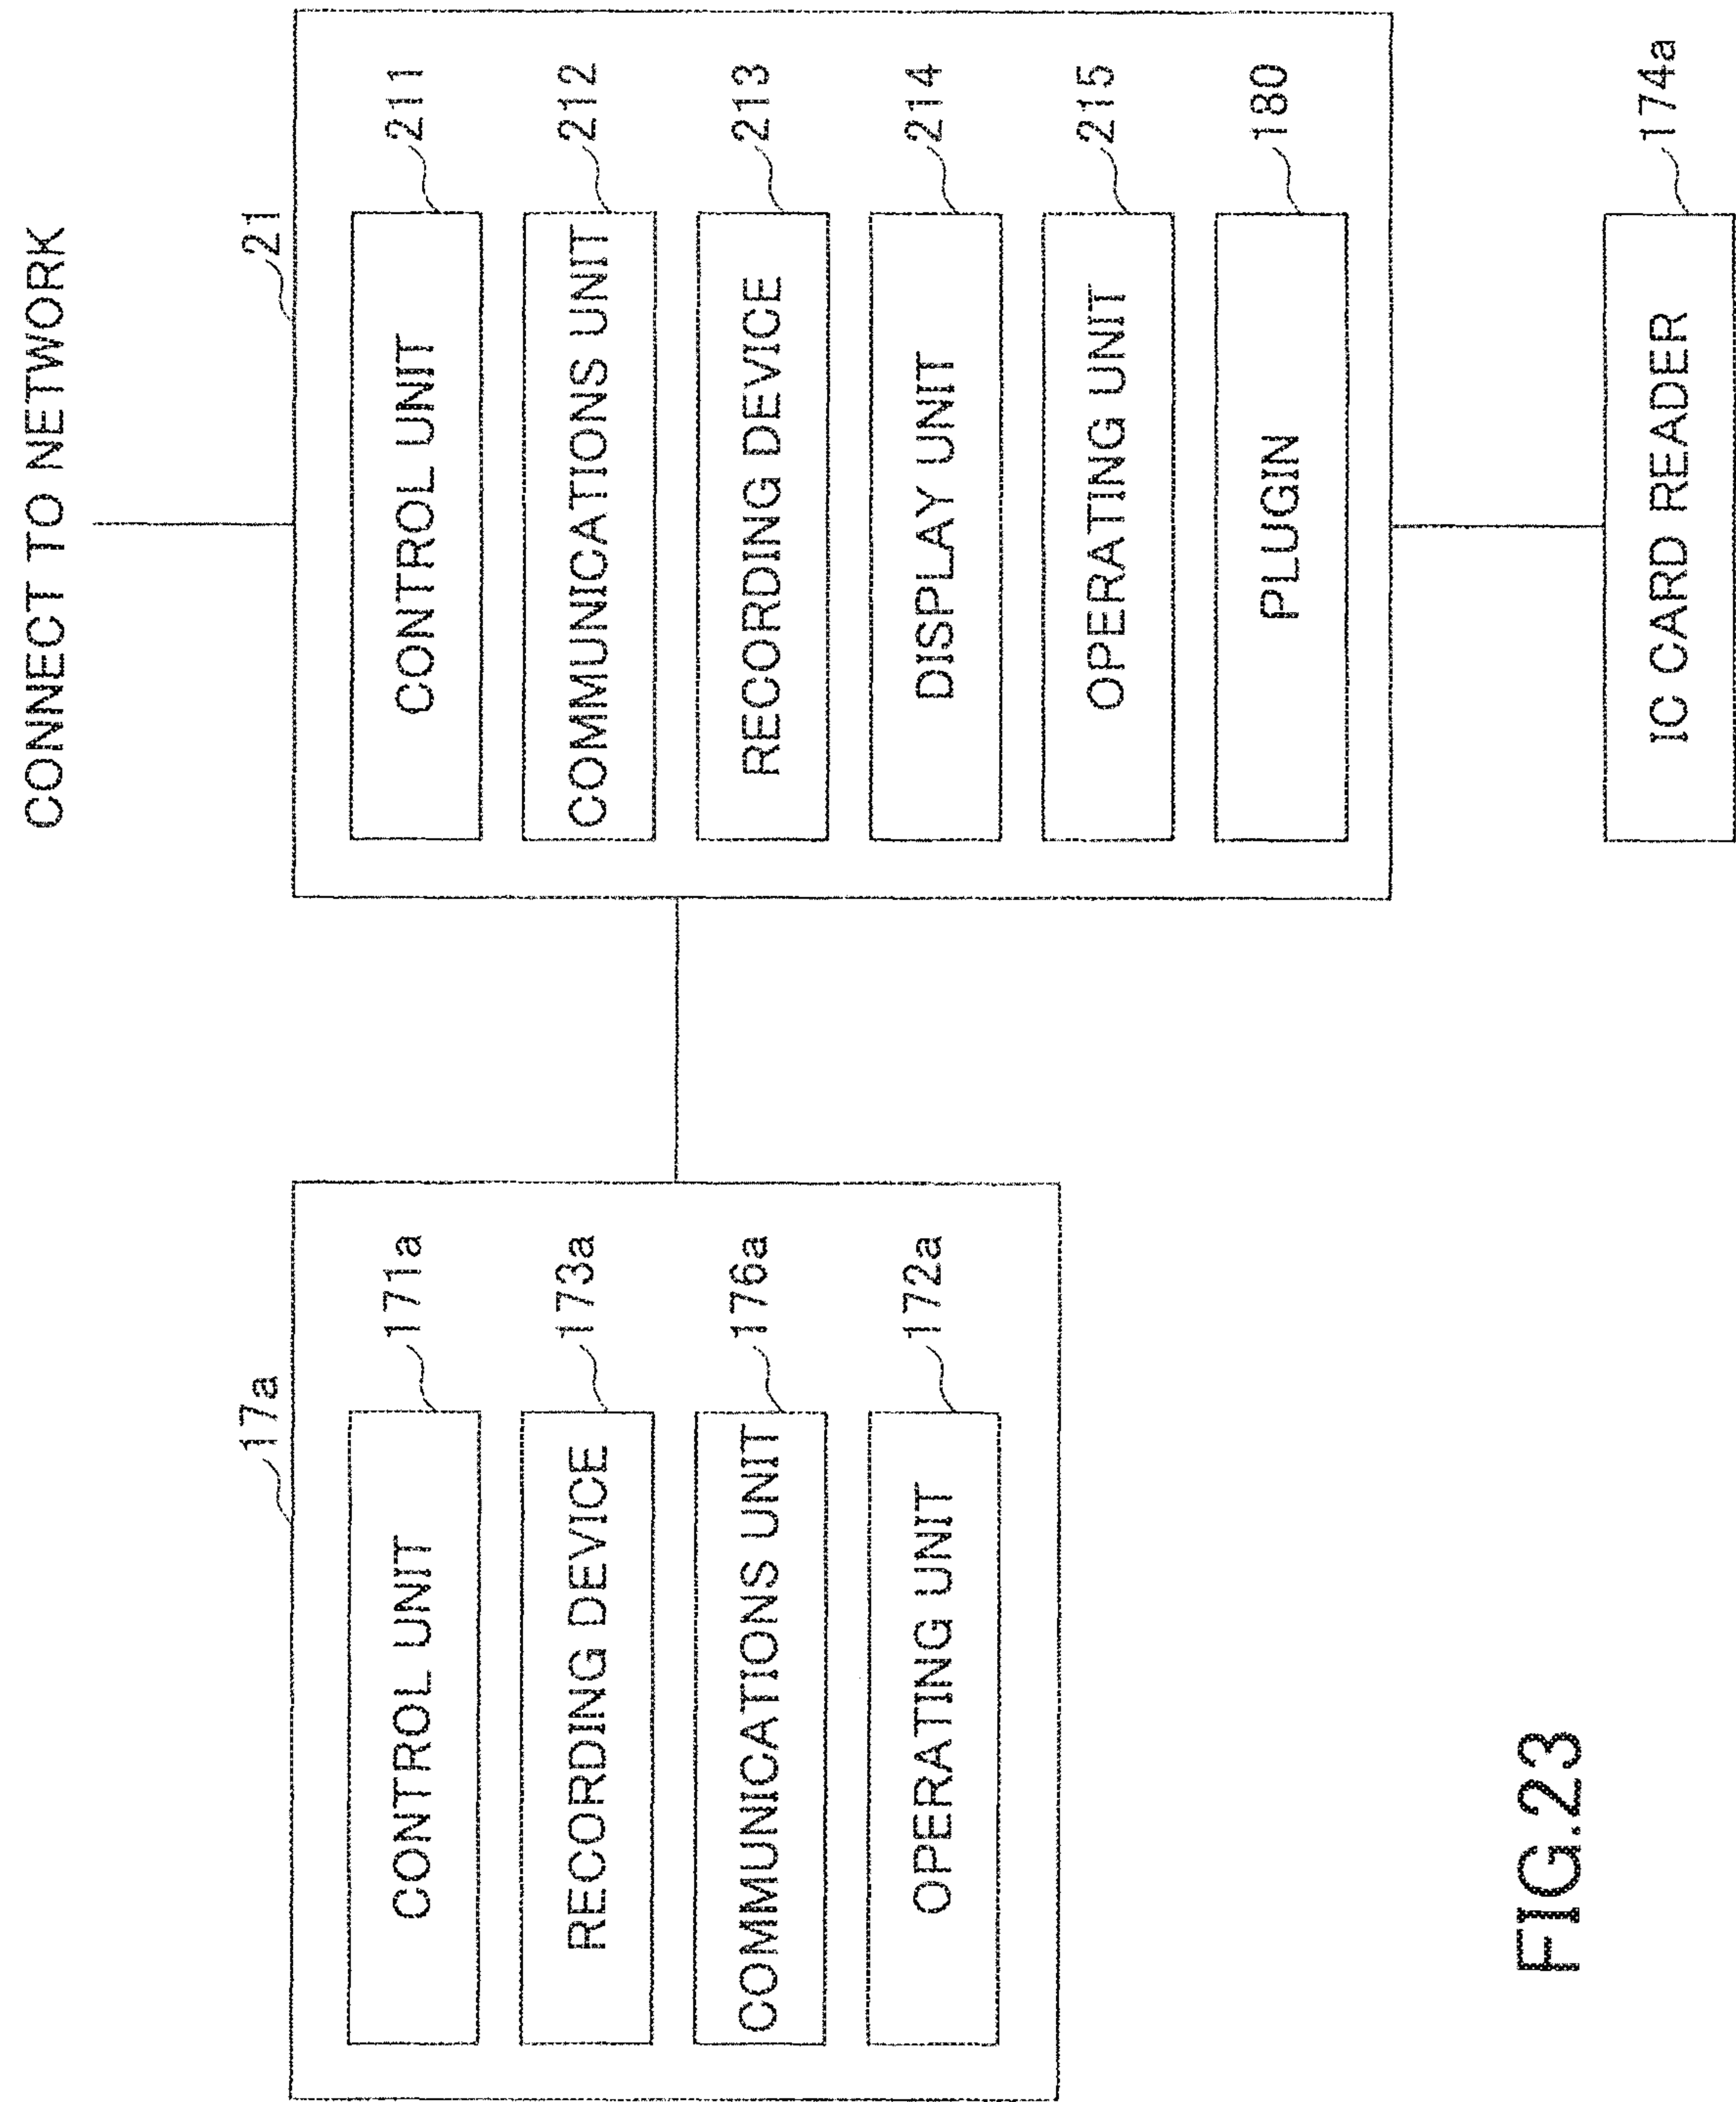 CONNECT TO NETWORK
17a
CONTROL UNIT 171a
RECORDING DEVICE 173a
COMMUNICATIONS UNIT 176a
OPERATING UNIT 172a
21
CONTROL UNIT 211
COMMUNICATIONS UNIT 212
RECORDING DEVICE 213
DISPLAY UNIT 214
OPERATING UNIT 215
PLUGIN 180
IC CARD READER 174a
FIG.23